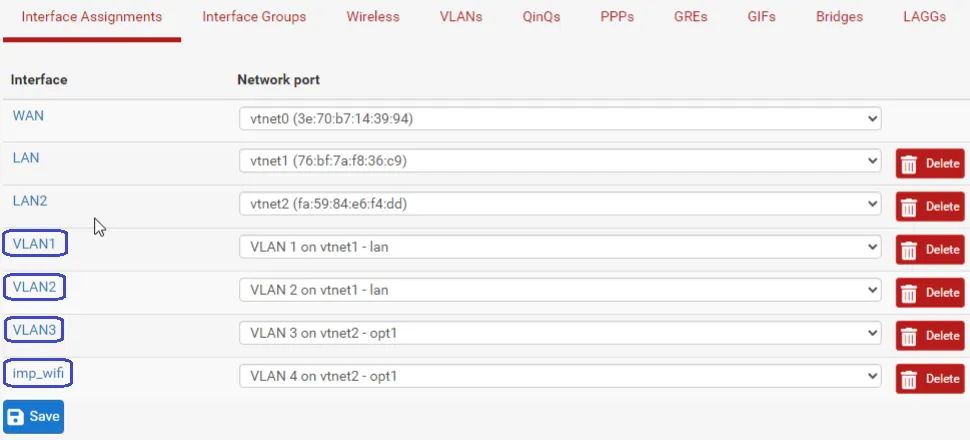 Interface Assignments Interface Groups Wireless VLANs QinQs PPPs GREs GIFs Bridges LAGGs
Interface Network port
WAN vtnet0 (3e:70:b7:14:39:94)
LAN vtnet1 (76:bf:7a:f8:36:c9) Delete
LAN2 vtnet2 (fa:59:84:e6:f4:dd) Delete
VLAN1 VLAN 1 on vtnet1 - lan Delete
VLAN2 VLAN 2 on vtnet1 - lan Delete
VLAN3 VLAN 3 on vtnet2 - opt1 Delete
imp_wifi VLAN 4 on vtnet2 - opt1 Delete
Save